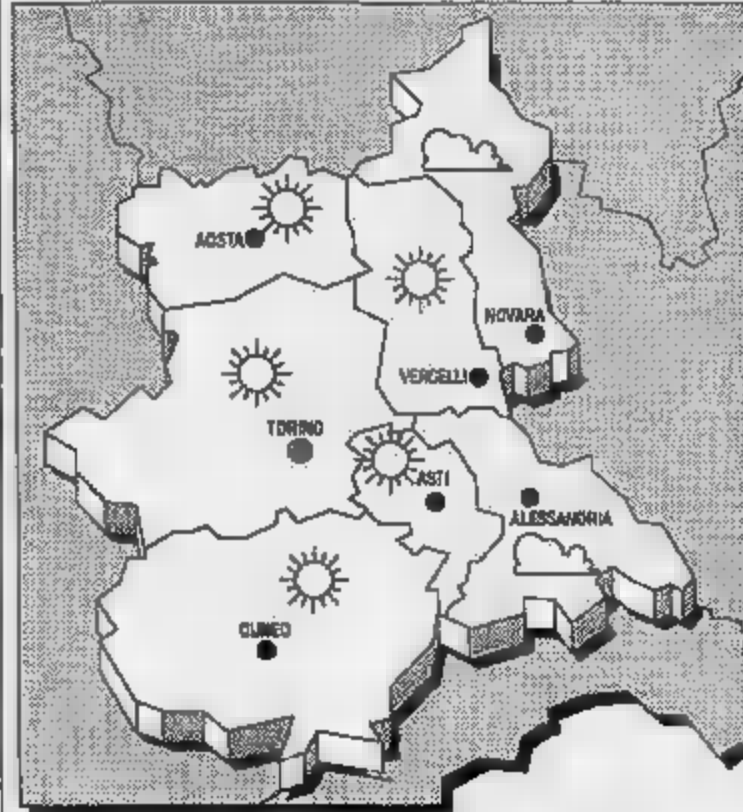 AOSTA
NOVARA
VERCELLI
TORINO
ASTI
ALESSANDRIA
CUNEO